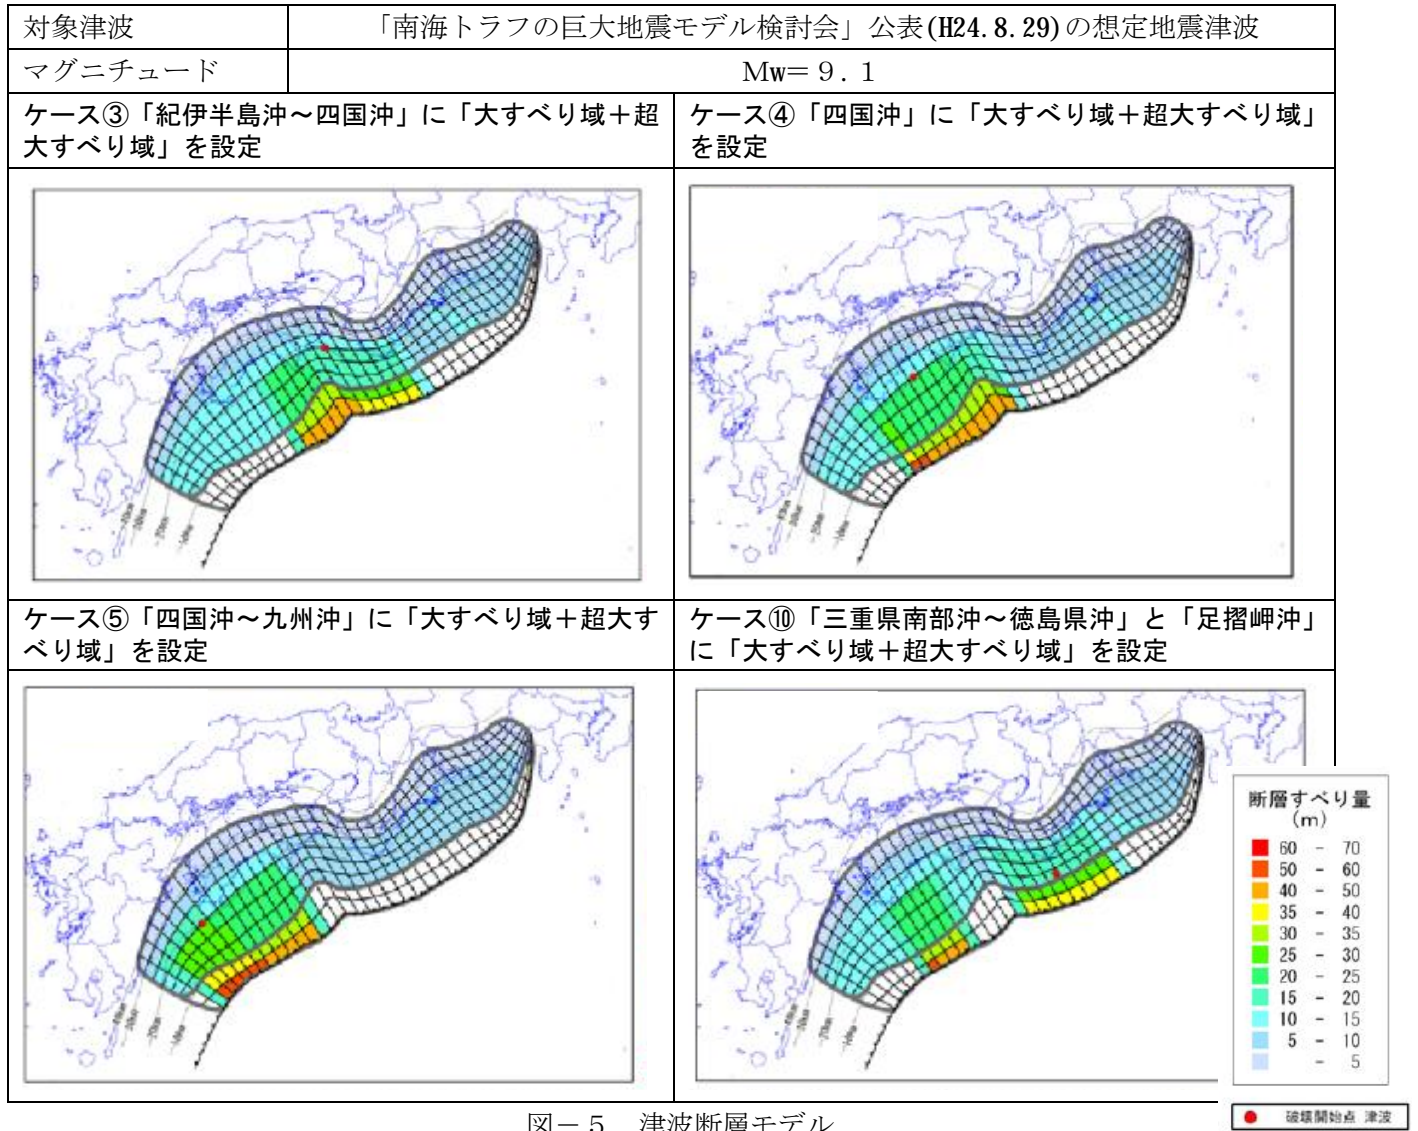 対象津波
「南海トラフの巨大地震モデル検討会」公表(H24.8.29)の想定地震津波
マグニチュード
Mw＝９．１
ケース③「紀伊半島沖～四国沖」に「大すべり域＋超
大すべり域」を設定
ケース④「四国沖」に「大すべり域＋超大すべり域」
を設定
ケース⑤「四国沖～九州沖」に「大すべり域＋超大す
べり域」を設定
ケース⑩「三重県南部沖～徳島県沖」と「足摺岬沖」
に「大すべり域＋超大すべり域」を設定
断層すべり量
(m)
60 - 70
50 - 60
40 - 50
35 - 40
30 - 35
25 - 30
20 - 25
15 - 20
10 - 15
5 - 10
- 5
破壊開始点 津波
図－５ 津波断層モデル